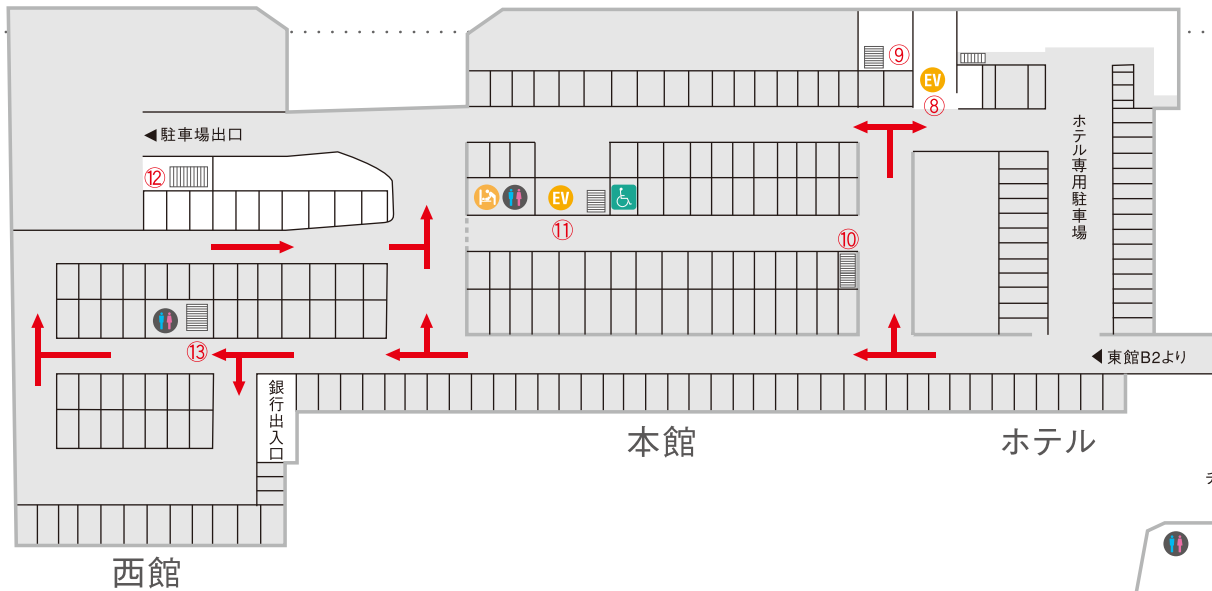 ⑨
EV
⑧
◀駐車場出口
ホテル専用駐車場
⑫
EV
⑪
⑩
⑬
◀東館B2より
銀行出入口
本館
ホテル
西館